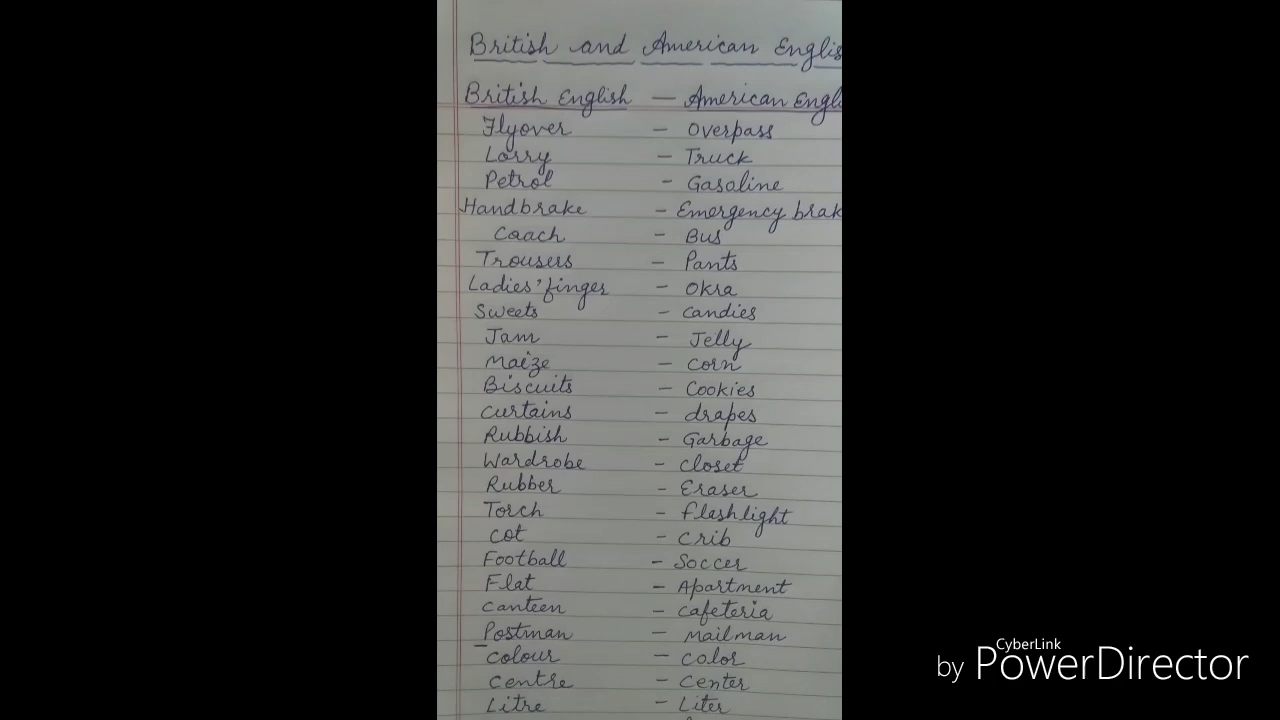 British and American Englis
British English — American Engl
Flyover — Overpass
Lorry — Truck
Petrol — Gasoline
Handbrake — Emergency brak
Coach — Bus
Trousers — Pants
Ladies' finger — Okra
Sweets — candies
Jam — Jelly
Maize — Corn
Biscuits — Cookies
curtains — drapes
Rubbish — Garbage
Wardrobe — closet
Rubber — Eraser
Torch — flashlight
cot — crib
Football — Soccer
Flat — Apartment
canteen — cafeteria
Postman — mailman
colour — color
centre — center
Litre — Liter
CyberLink
by PowerDirector